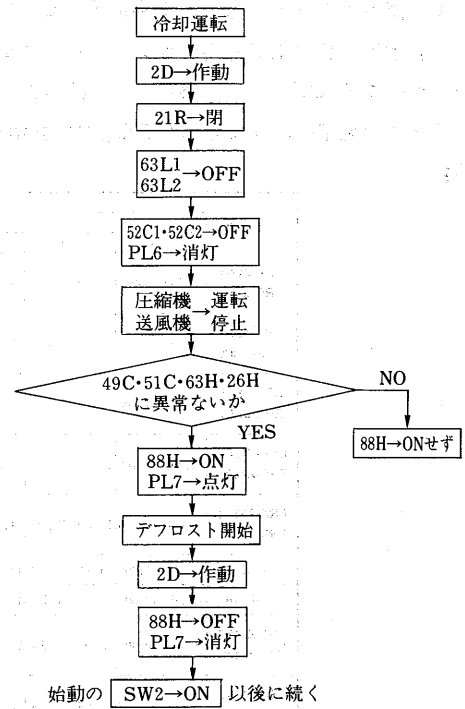 冷却運転
2D→作動
21R→閉
63L1
63L2→OFF
52C1・52C2→OFF
PL6→消灯
圧縮機→運転
送風機 停止
49C・51C・63H・26H
に異常ないか
NO
YES
88H→ONせず
88H→ON
PL7→点灯
デフロスト開始
2D→作動
88H→OFF
PL7→消灯
始動の SW2→ON 以後に続く